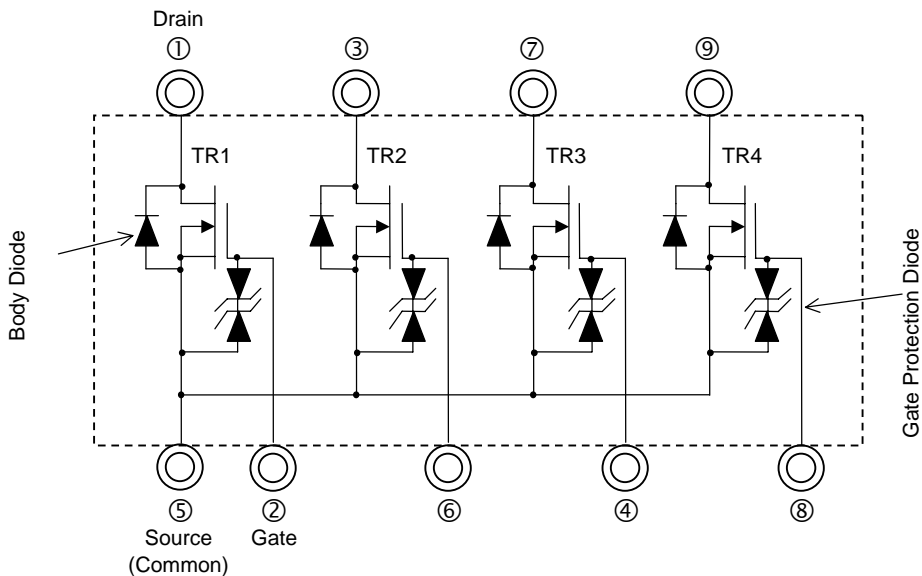 Drain
① ③ ⑦ ⑨
TR1 TR2 TR3 TR4
Body Diode
Gate Protection Diode
⑤ ② ⑥ ④ ⑧
Source Gate
(Common)